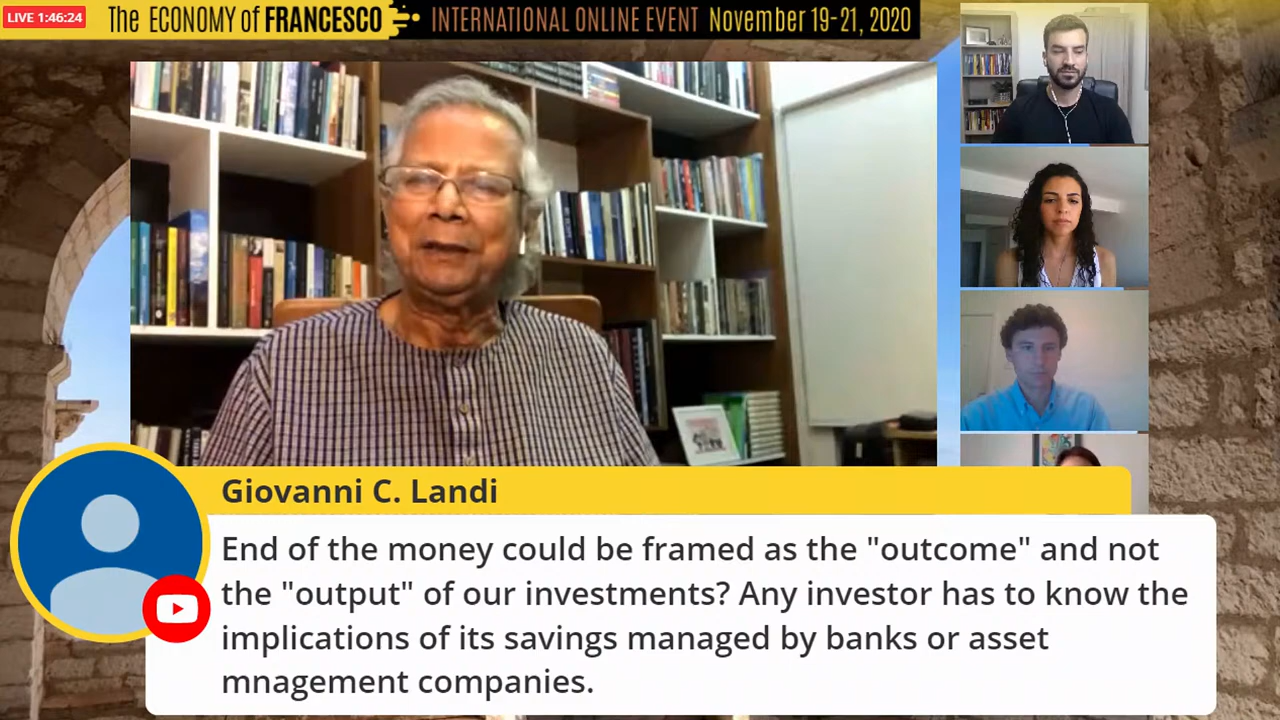 LIVE 1:46:24
The ECONOMY of FRANCESCO INTERNATIONAL ONLINE EVENT November 19-21, 2020
Giovanni C. Landi
End of the money could be framed as the "outcome" and not
the "output" of our investments? Any investor has to know the
implications of its savings managed by banks or asset
mnagement companies.